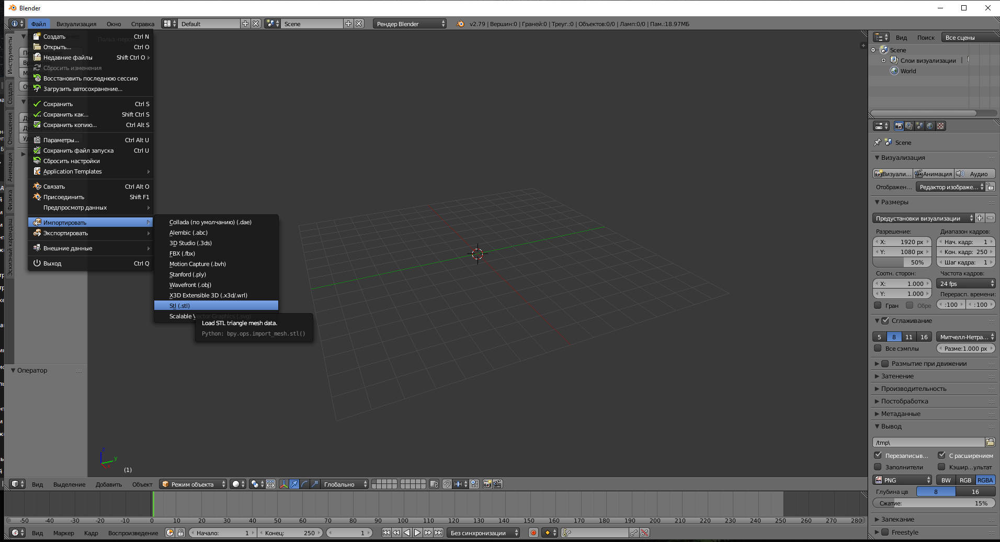 Blender
Файл Визуализация Окно Справка Default Scene Рендер Blender v2.79 | Вершин:0 | Граней:0 | Треуг.:0 | Объекты:0/0 | Ламп:0/0 | Пам.:18.97МБ
Создать Ctrl N
Открыть... Ctrl O
Недавние файлы Shift Ctrl O
Сбросить изменения
Восстановить последнюю сессию
Загрузить автосохранение...
Сохранить Ctrl S
Сохранить как... Shift Ctrl S
Сохранить копию... Ctrl Alt S
Параметры... Ctrl Alt U
Сохранить файл запуска Ctrl U
Сбросить настройки
Application Templates
Связать Ctrl Alt O
Присоединить Shift F1
Предпросмотр данных
Импортировать
Экспортировать
Внешние данные
Выход Ctrl Q
Collada (по умолчанию) (.dae)
Alembic (.abc)
3D Studio (.3ds)
FBX (.fbx)
Motion Capture (.bvh)
Stanford (.ply)
Wavefront (.obj)
X3D Extensible 3D (.x3d/.wrl)
Stl (.stl)
Scalable Vector Graphics (.svg)
Load STL triangle mesh data.
Python: bpy.ops.import_mesh.stl()
Инструменты
Создать
Отношения
Анимация
Физика
Эскизный карандаш
Оператор
z
y
(1)
Вид Выделение Добавить Объект Режим объекта Глобально
-50 -40 -30 -20 -10 0 10 20 30 40 50 60 70 80 90 100 110 120 130 140 150 160 170 180 190 200 210 220 230 240 250 260 270 280
Вид Маркер Кадр Воспроизведение Начало: 1 Конец: 250 1 Без синхронизации
Вид Поиск Все сцены
Scene
Слои визуализации |
World
Scene
Визуализация
Визуали... Анимация Аудио
Отображен... Редактор изображе...
Размеры
Предустановки визуализации
Разрешение: Диапазон кадров:
X: 1920 px Нач. кадр: 1
Y: 1080 px Кон. кадр: 250
50% Шаг кадра: 1
Соотн. сторон: Частота кадров:
X: 1.000 24 fps
Y: 1.000 Перерасп. времени:
Гран Обре :100 :100
Сглаживание
5 8 11 16 Митчелл-Нетра...
Все сэмплы Разме:1.000 px
Размытие при движении
Затенение
Производительность
Постобработка
Метаданные
Вывод
/tmp\
Перезаписыв... С расширением
Заполнители Кэшир...ультат
PNG BW RGB RGBA
Глубина цв 8 16
Сжатие: 15%
Запекание
Freestyle